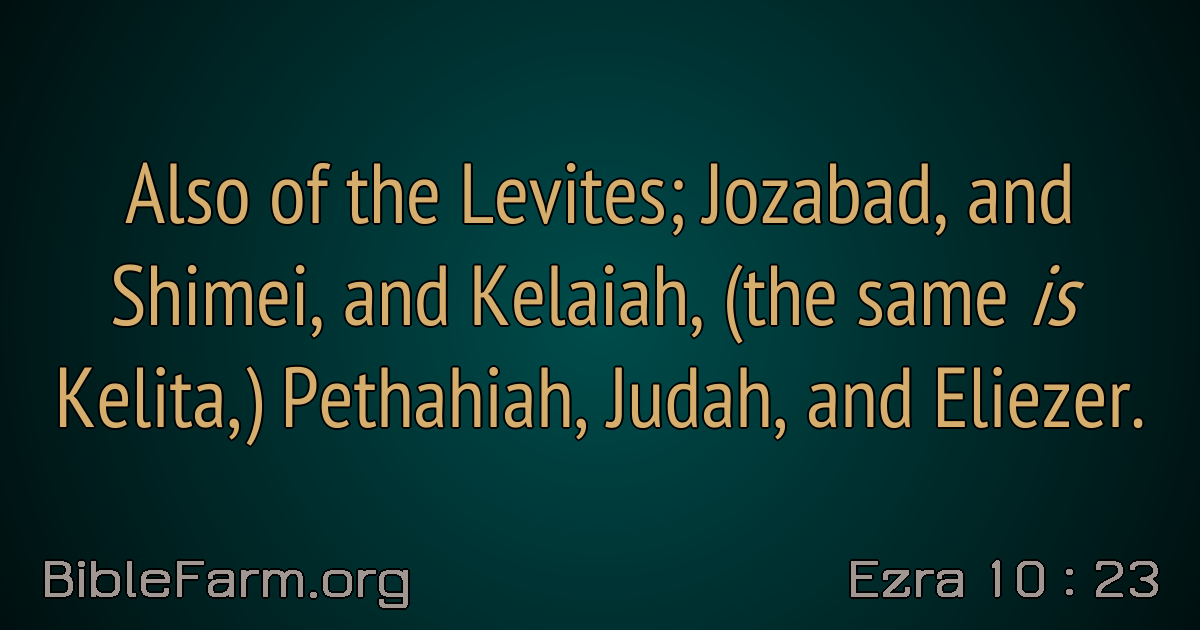 Also of the Levites; Jozabad, and
Shimei, and Kelaiah, (the same is
Kelita,) Pethahiah, Judah, and Eliezer.
BibleFarm.org
Ezra 10 : 23